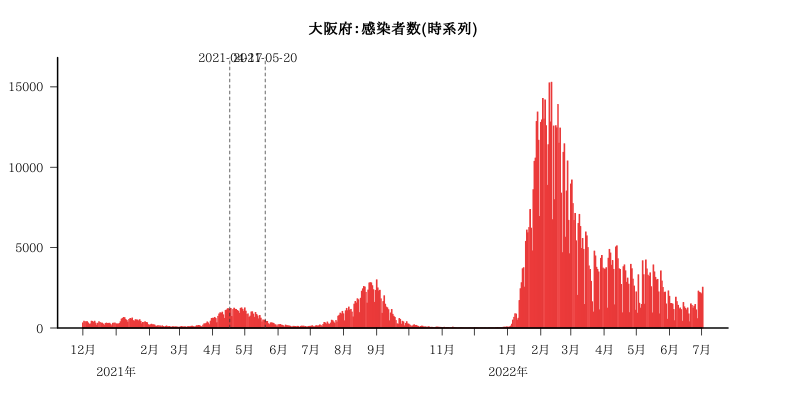 大阪府:感染者数(時系列)
2021-04-17
2021-05-20
15000
10000
5000
0
12月 2月 3月 4月 5月 6月 7月 8月 9月 11月 1月 2月 3月 4月 5月 6月 7月
2021年 2022年